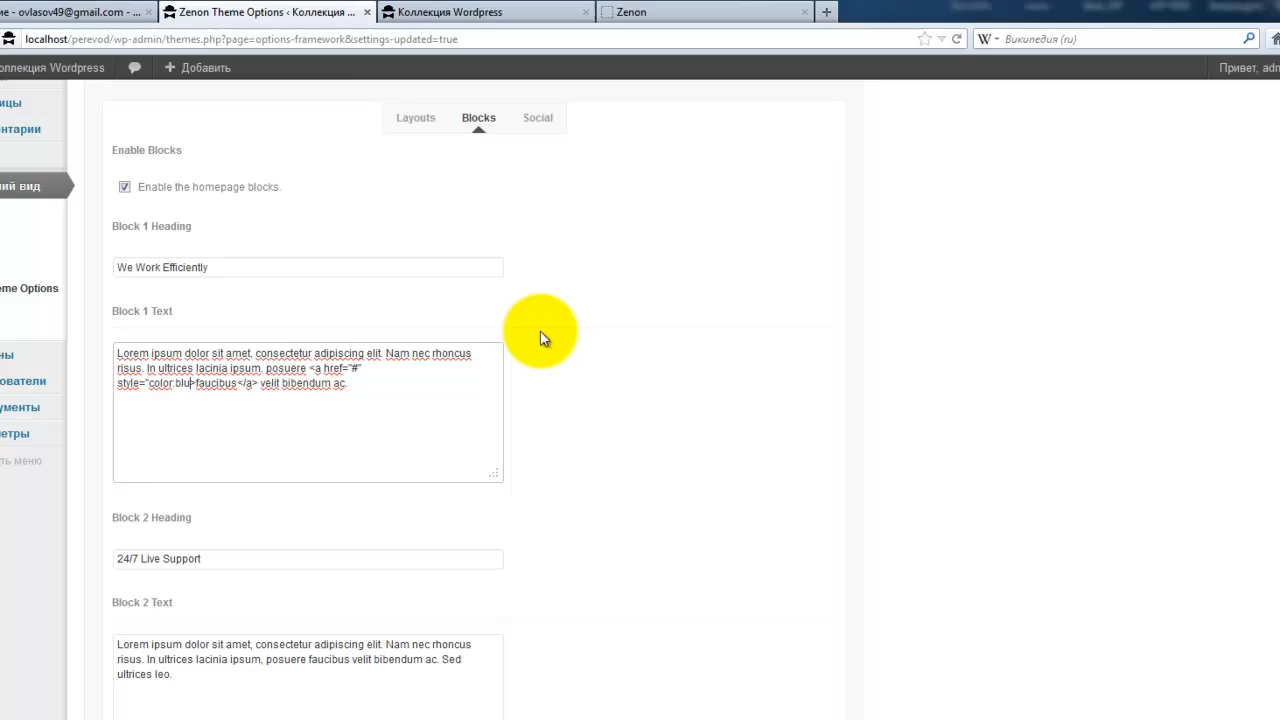 ие - ovlasov49@gmail.com - ...
Zenon Theme Options ‹ Коллекция ...
Коллекция Wordpress
Zenon
localhost/perevod/wp-admin/themes.php?page=options-framework&settings-updated=true
W
Википедия (ru)
оллекция Wordpress
Добавить
Привет, adm
ицы
нтарии
ий вид
eme Options
ны
ователи
ументы
етры
ть меню
Layouts
Blocks
Social
Enable Blocks
Enable the homepage blocks.
Block 1 Heading
We Work Efficiently
Block 1 Text
Lorem ipsum dolor sit amet, consectetur adipiscing elit. Nam nec rhoncus
risus. In ultrices lacinia ipsum, posuere <a href="#"
style="color:blu>faucibus</a> velit bibendum ac.
Block 2 Heading
24/7 Live Support
Block 2 Text
Lorem ipsum dolor sit amet, consectetur adipiscing elit. Nam nec rhoncus
risus. In ultrices lacinia ipsum, posuere faucibus velit bibendum ac. Sed
ultrices leo.